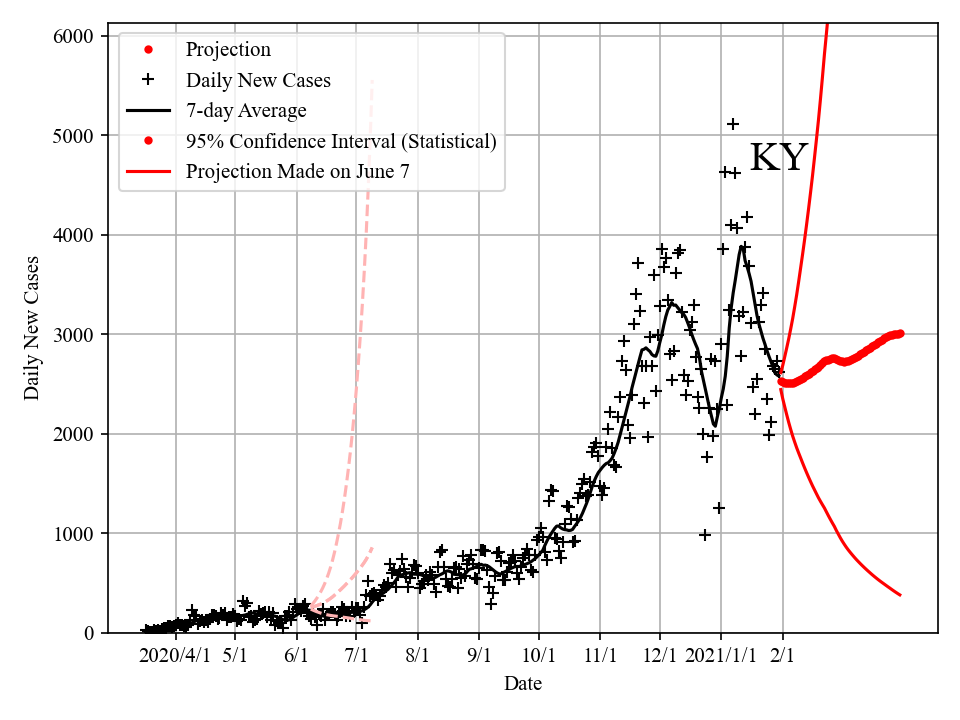 6000
5000
4000
3000
2000
1000
0
Daily New Cases
Projection
Daily New Cases
7-day Average
95% Confidence Interval (Statistical)
Projection Made on June 7
KY
2020/4/1 5/1 6/1 7/1 8/1 9/1 10/1 11/1 12/1 2021/1/1 2/1
Date